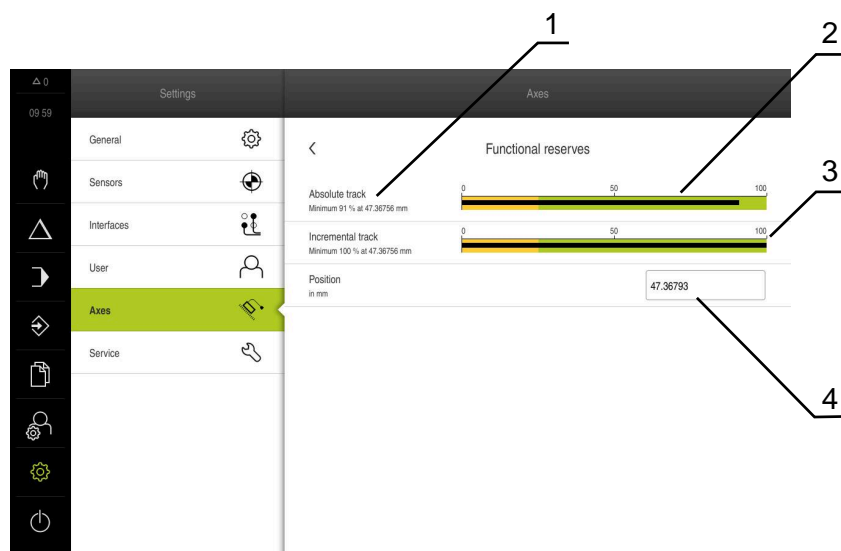 1
2
△ 0
Settings
Axes
09 59
General
Functional reserves
Sensors
Absolute track
0 50 100
Minimum 91 % at 47.36756 mm
3
Interfaces
Incremental track
0 50 100
Minimum 100 % at 47.36756 mm
User
Position
in mm
47.36793
Axes
Service
4